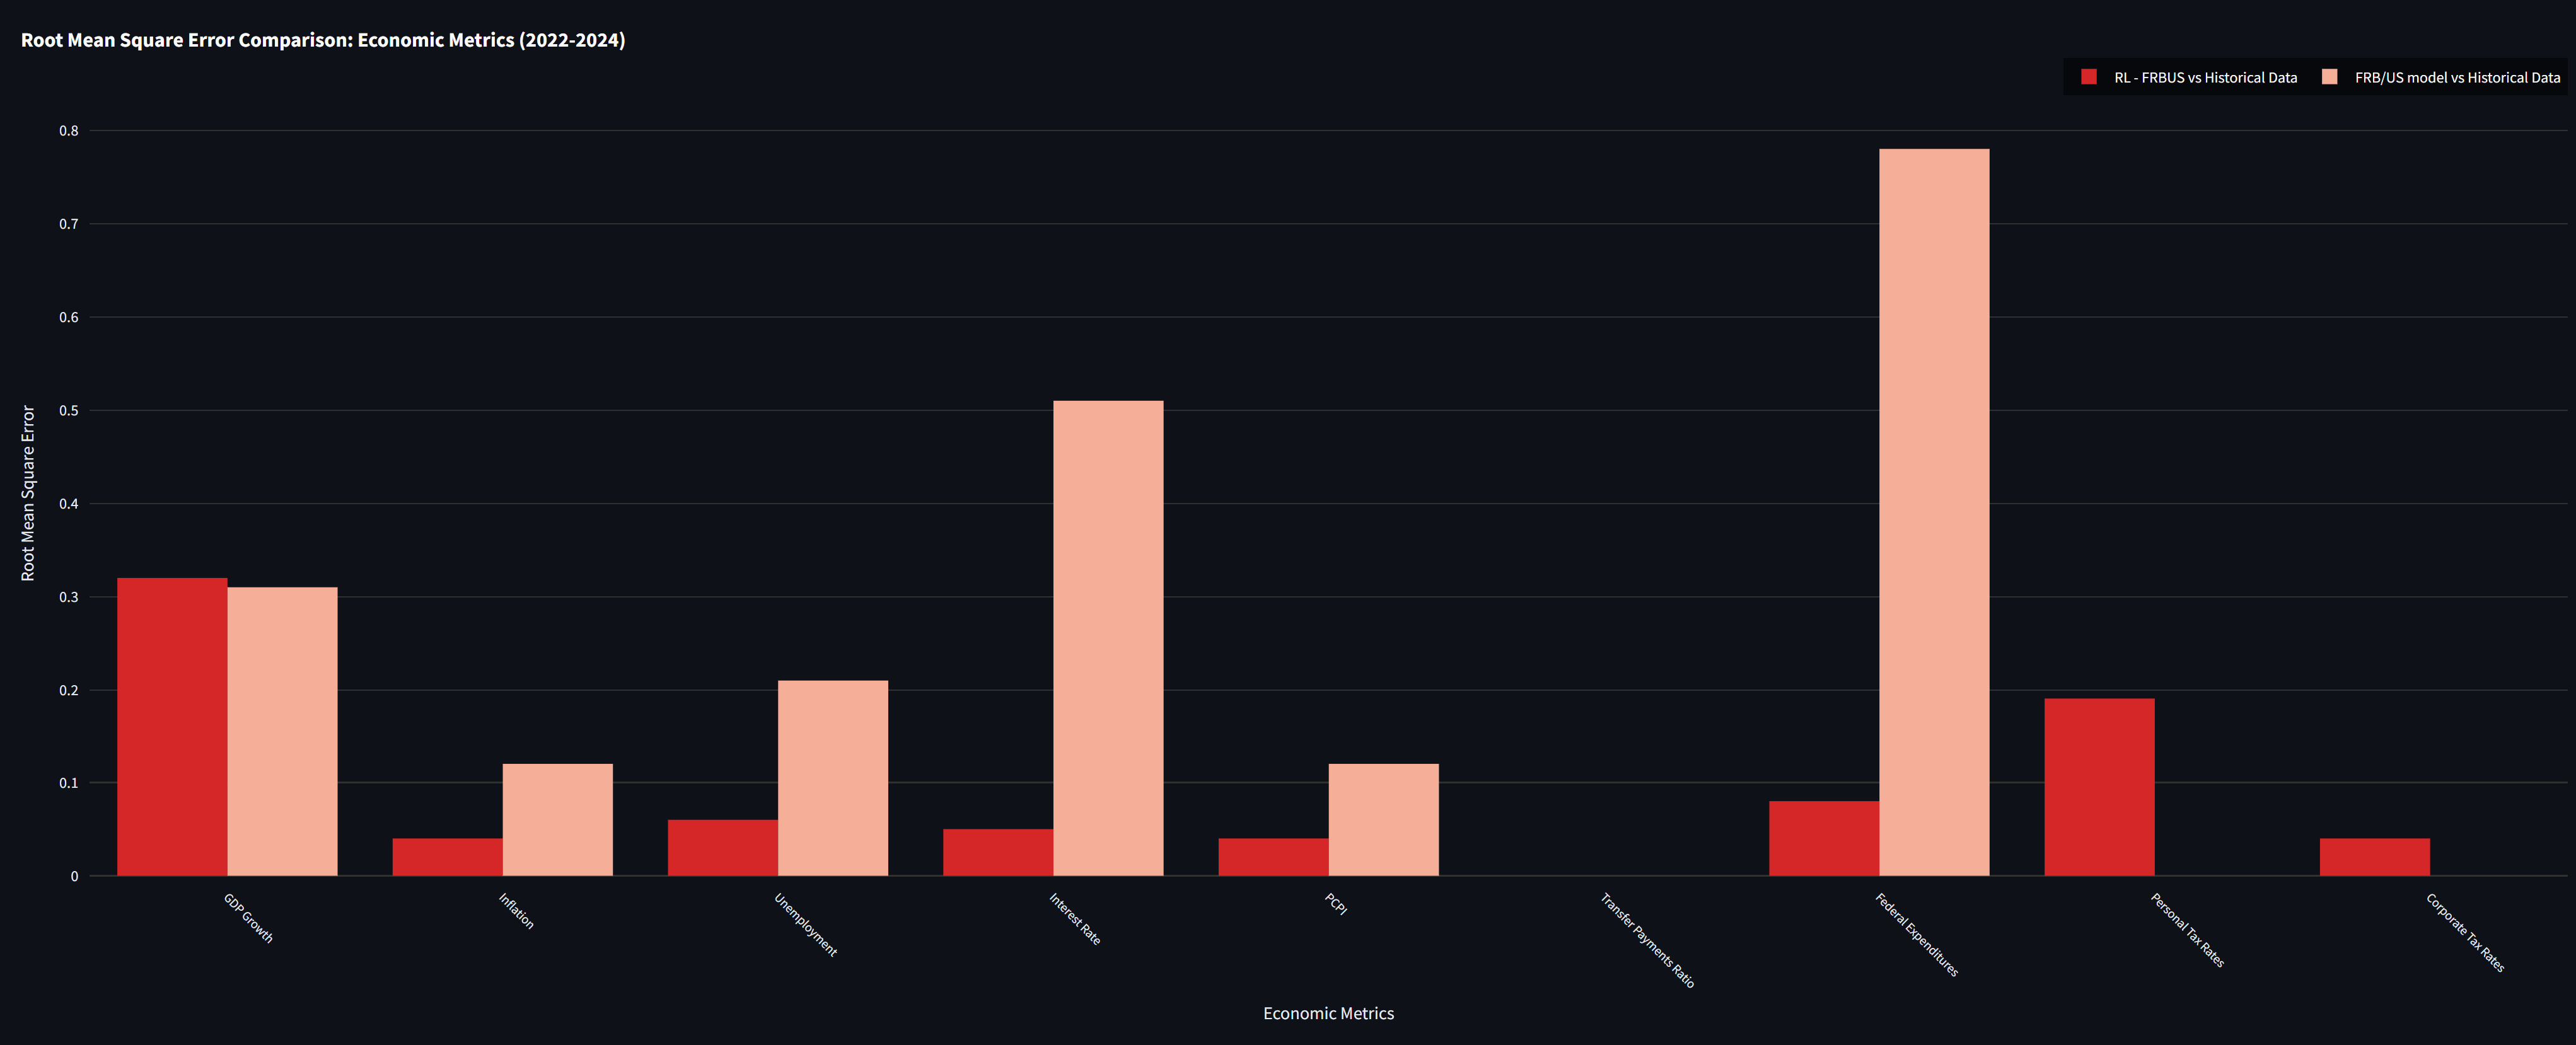 Root Mean Square Error Comparison: Economic Metrics (2022-2024)
RL - FRBUS vs Historical Data
FRB/US model vs Historical Data
Root Mean Square Error
0.8
0.7
0.6
0.5
0.4
0.3
0.2
0.1
0
GDP Growth
Inflation
Unemployment
Interest Rate
PCPI
Transfer Payments Ratio
Federal Expenditures
Personal Tax Rates
Corporate Tax Rates
Economic Metrics